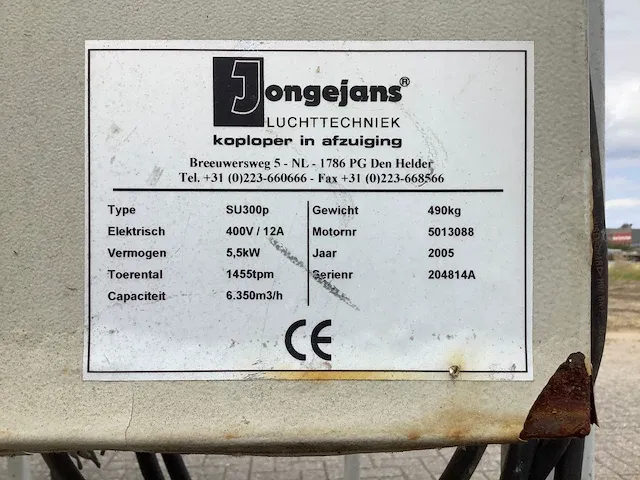 Jongejans®
LUCHTTECHNIEK
koploper in afzuiging
Breeuwersweg 5 - NL - 1786 PG Den Helder
Tel. +31 (0)223-660666 - Fax +31 (0)223-668566
Type SU300p Gewicht 490kg
Elektrisch 400V / 12A Motornr 5013088
Vermogen 5,5kW Jaar 2005
Toerental 1455tpm Serienr 204814A
Capaciteit 6.350m3/h
CE